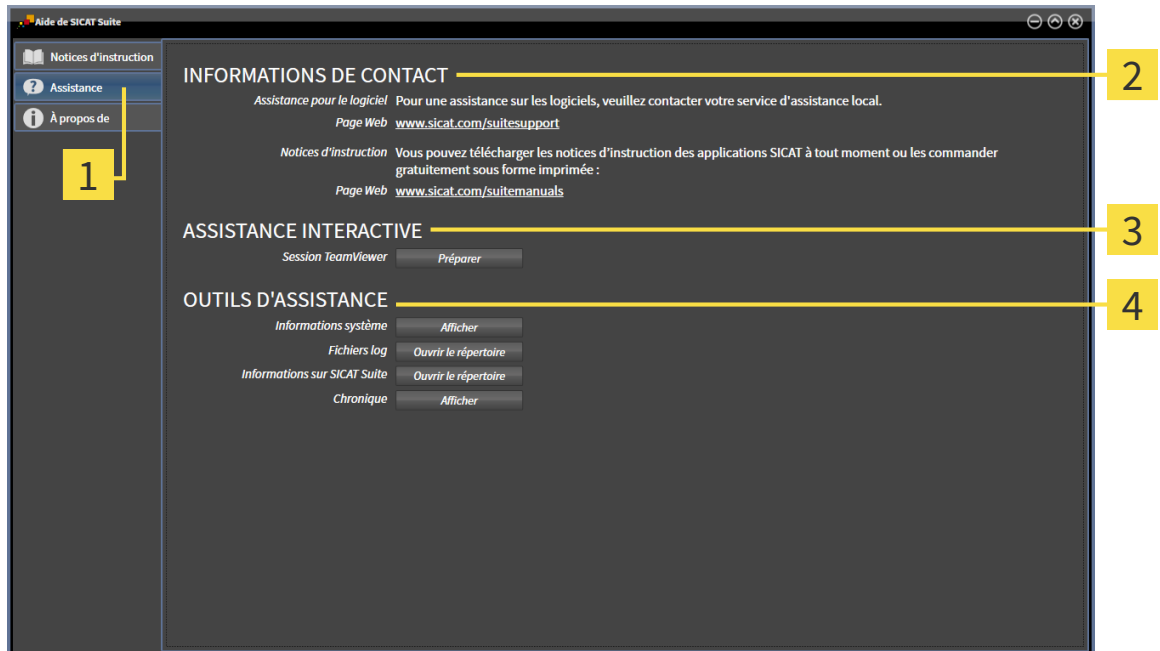 Aide de SICAT Suite
Notices d'instruction
Assistance
À propos de
1
INFORMATIONS DE CONTACT
2
Assistance pour le logiciel Pour une assistance sur les logiciels, veuillez contacter votre service d'assistance local.
Page Web www.sicat.com/suitesupport
Notices d'instruction Vous pouvez télécharger les notices d'instruction des applications SICAT à tout moment ou les commander
gratuitement sous forme imprimée :
Page Web www.sicat.com/suitemanuals
ASSISTANCE INTERACTIVE
3
Session TeamViewer Préparer
OUTILS D'ASSISTANCE
4
Informations système Afficher
Fichiers log Ouvrir le répertoire
Informations sur SICAT Suite Ouvrir le répertoire
Chronique Afficher